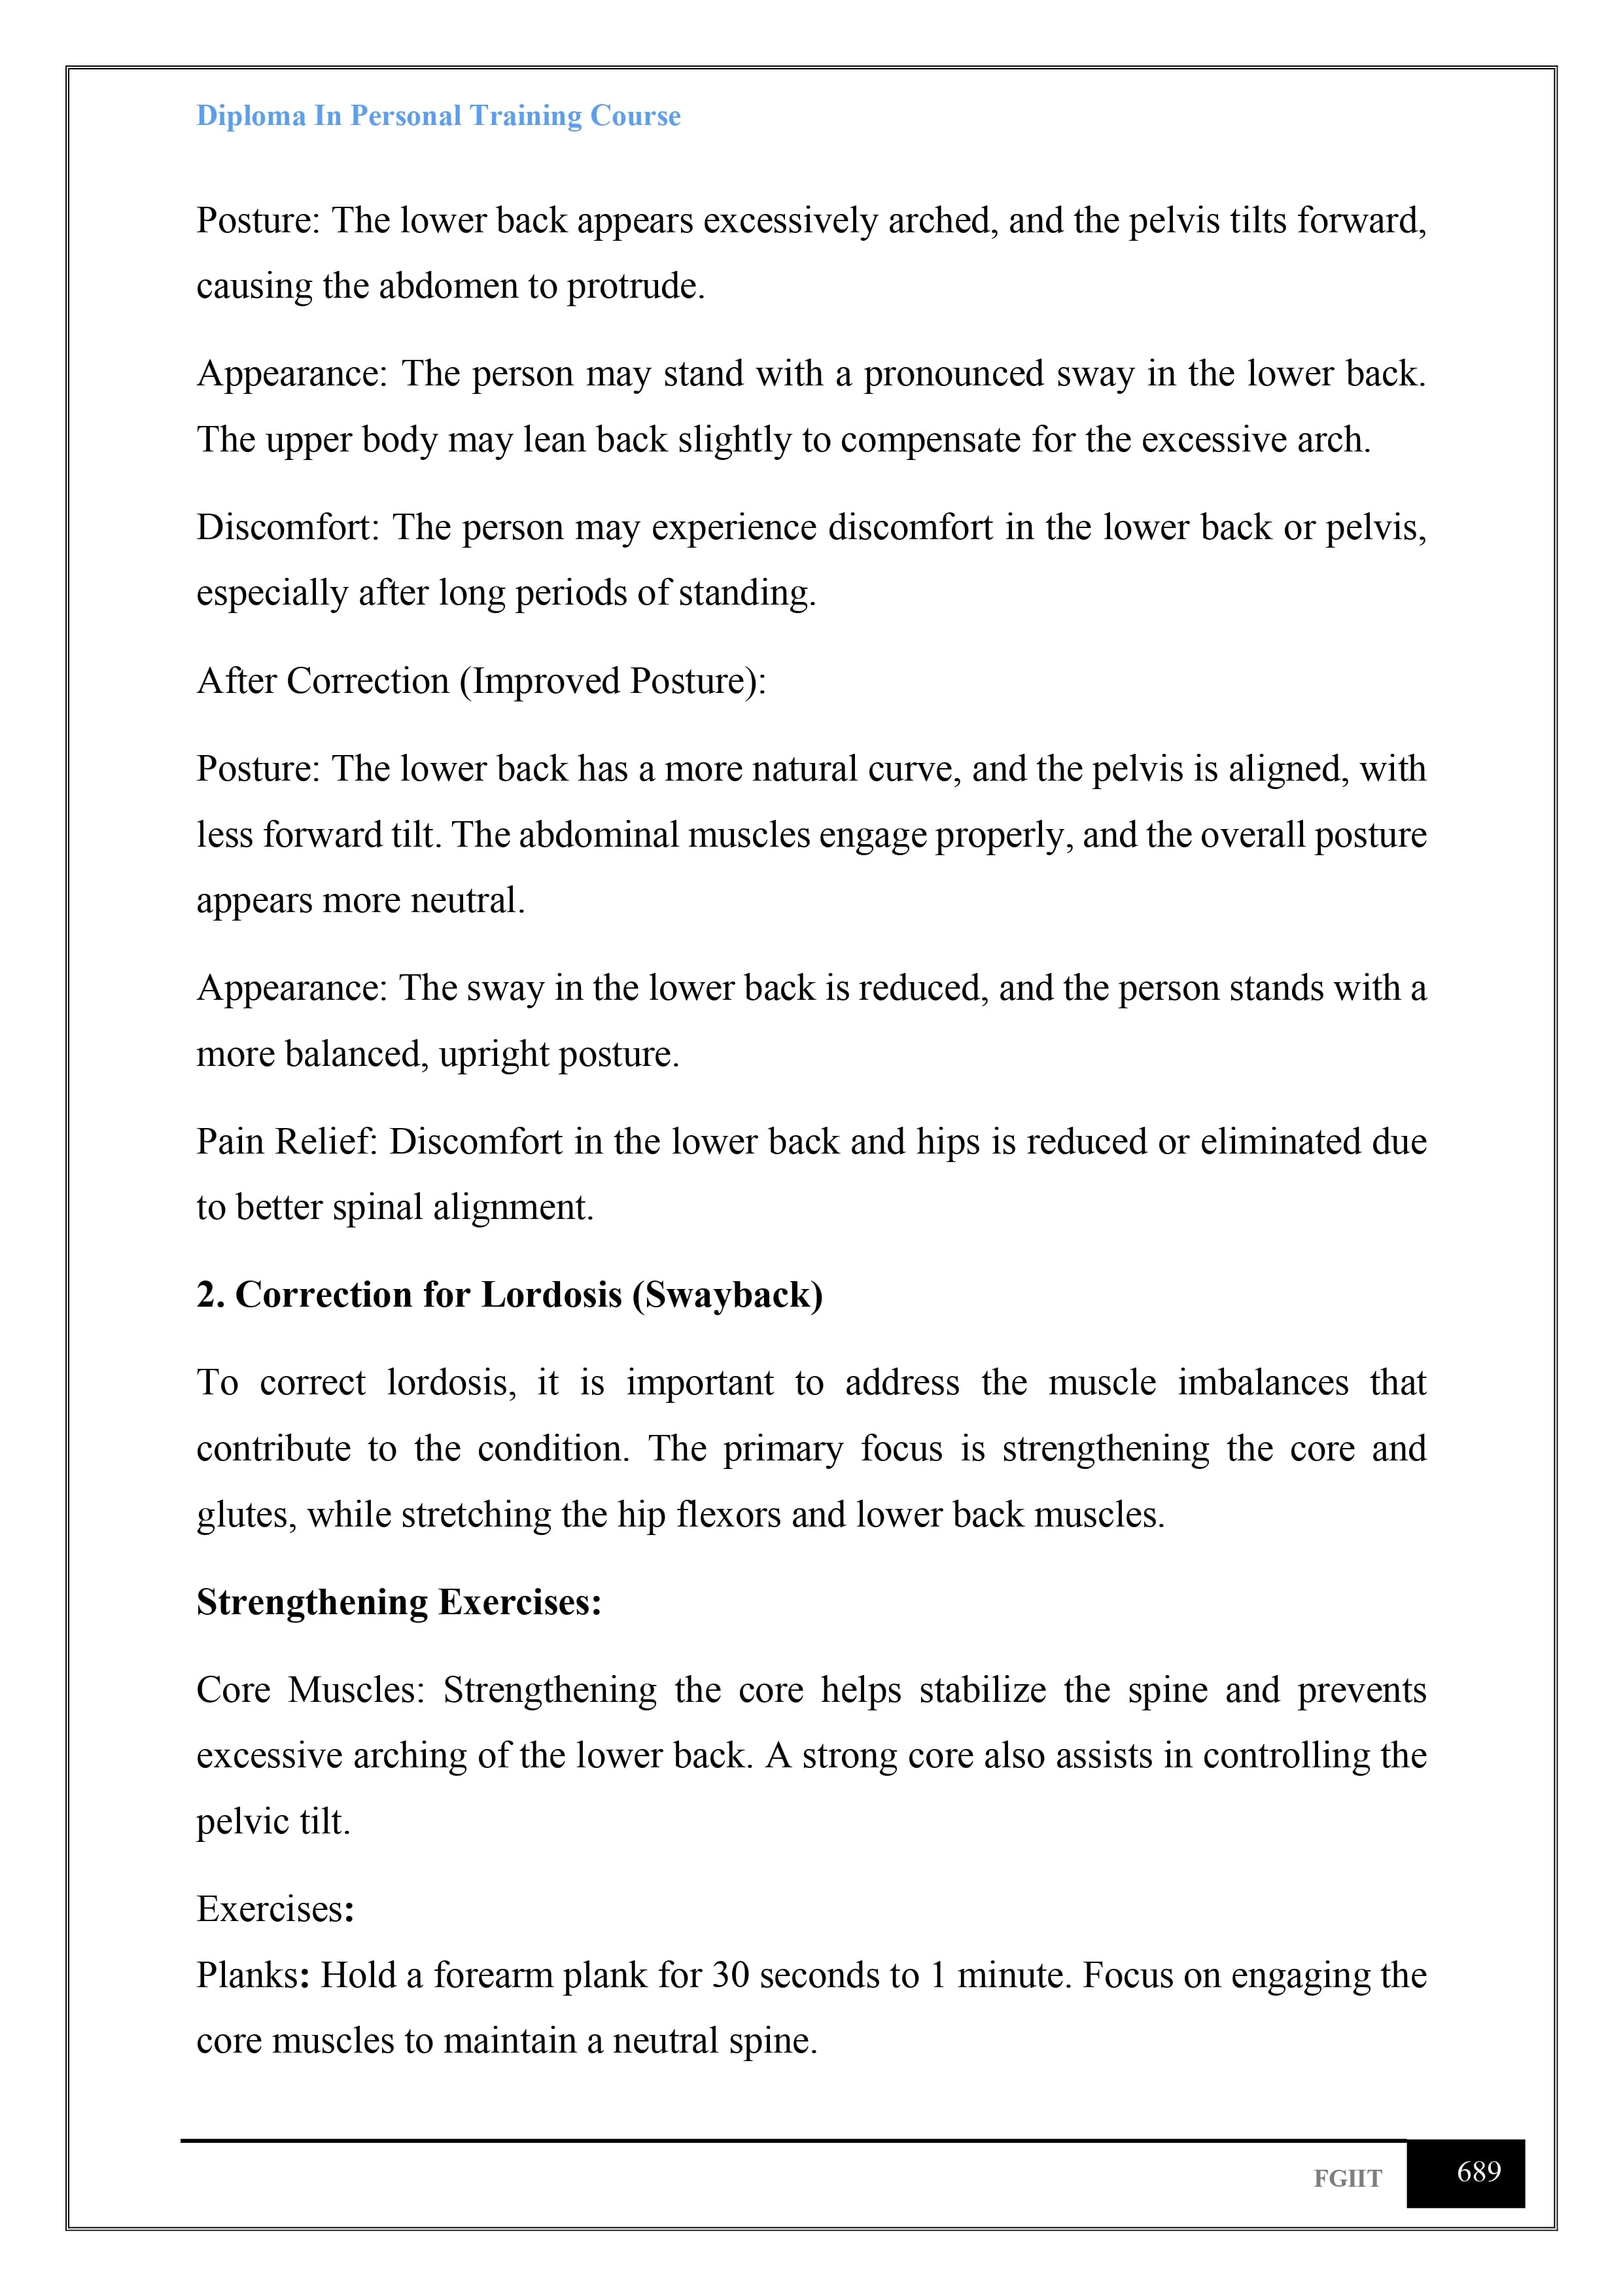 Diploma In Personal Training Course
Posture: The lower back appears excessively arched, and the pelvis tilts forward,
causing the abdomen to protrude.
Appearance: The person may stand with a pronounced sway in the lower back.
The upper body may lean back slightly to compensate for the excessive arch.
Discomfort: The person may experience discomfort in the lower back or pelvis,
especially after long periods of standing.
After Correction (Improved Posture):
Posture: The lower back has a more natural curve, and the pelvis is aligned, with
less forward tilt. The abdominal muscles engage properly, and the overall posture
appears more neutral.
Appearance: The sway in the lower back is reduced, and the person stands with a
more balanced, upright posture.
Pain Relief: Discomfort in the lower back and hips is reduced or eliminated due
to better spinal alignment.
2. Correction for Lordosis (Swayback)
To correct lordosis, it is important to address the muscle imbalances that
contribute to the condition. The primary focus is strengthening the core and
glutes, while stretching the hip flexors and lower back muscles.
Strengthening Exercises:
Core Muscles: Strengthening the core helps stabilize the spine and prevents
excessive arching of the lower back. A strong core also assists in controlling the
pelvic tilt.
Exercises:
Planks: Hold a forearm plank for 30 seconds to 1 minute. Focus on engaging the
core muscles to maintain a neutral spine.
FGIIT 689